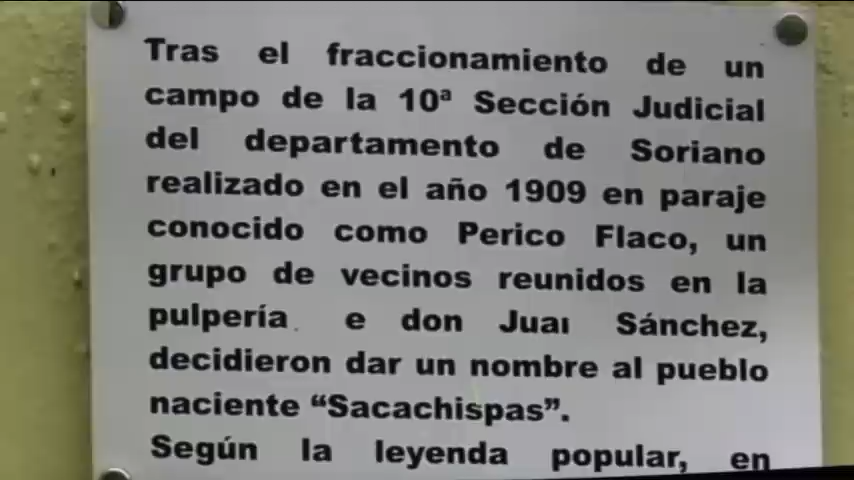 Tras el fraccionamiento de un
campo de la 10ª Sección Judicial
del departamento de Soriano
realizado en el año 1909 en paraje
conocido como Perico Flaco, un
grupo de vecinos reunidos en la
pulpería e don Juan Sánchez,
decidieron dar un nombre al pueblo
naciente “Sacachispas”.
Según la leyenda popular, en